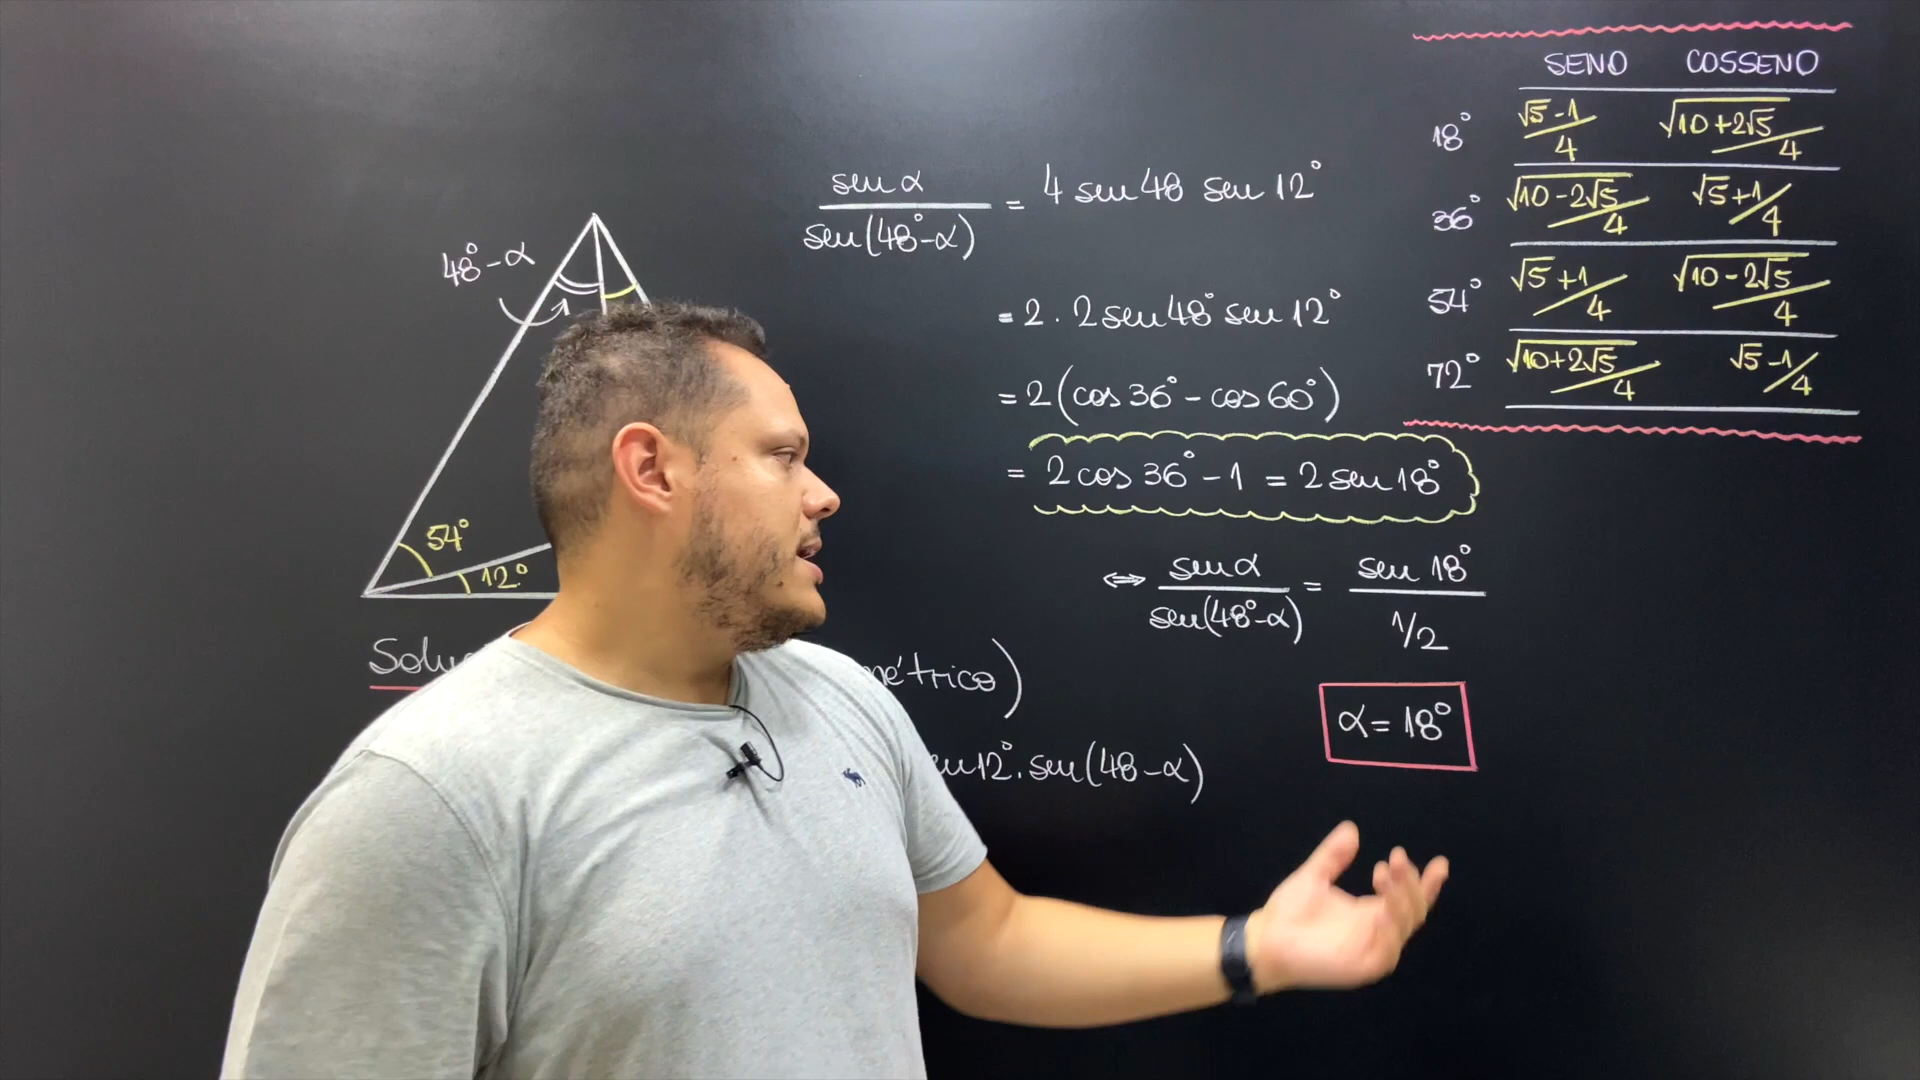 SENO COSSENO
18° √5-1/4 √10+2√5/4
36° √10-2√5/4 √5+1/4
54° √5+1/4 √10-2√5/4
72° √10+2√5/4 √5-1/4
48°-α
54°
12°
sen α / sen(48°-α) = 4 sen 48 sen 12°
= 2 . 2 sen 48° sen 12°
= 2(cos 36° - cos 60°)
= 2 cos 36° - 1 = 2 sen 18°
⇔ sen α / sen(48°-α) = sen 18° / 1/2
α = 18°
métrico)
sen 12° . sen(48-α)